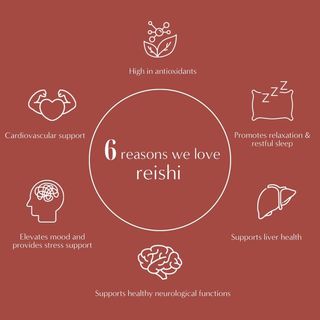 High in antioxidants
Cardiovascular support
Promotes relaxation &
restful sleep
6 reasons we love
reishi
Elevates mood and
provides stress support
Supports liver health
Supports healthy neurological functions